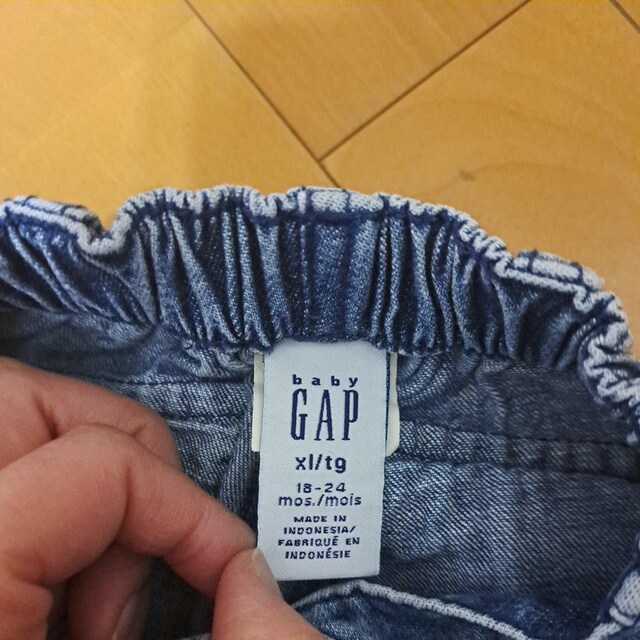 baby
GAP
xl/tg
18-24
mos./mois
MADE IN
INDONESIA/
FABRIQUÉ EN
INDONÉSIE